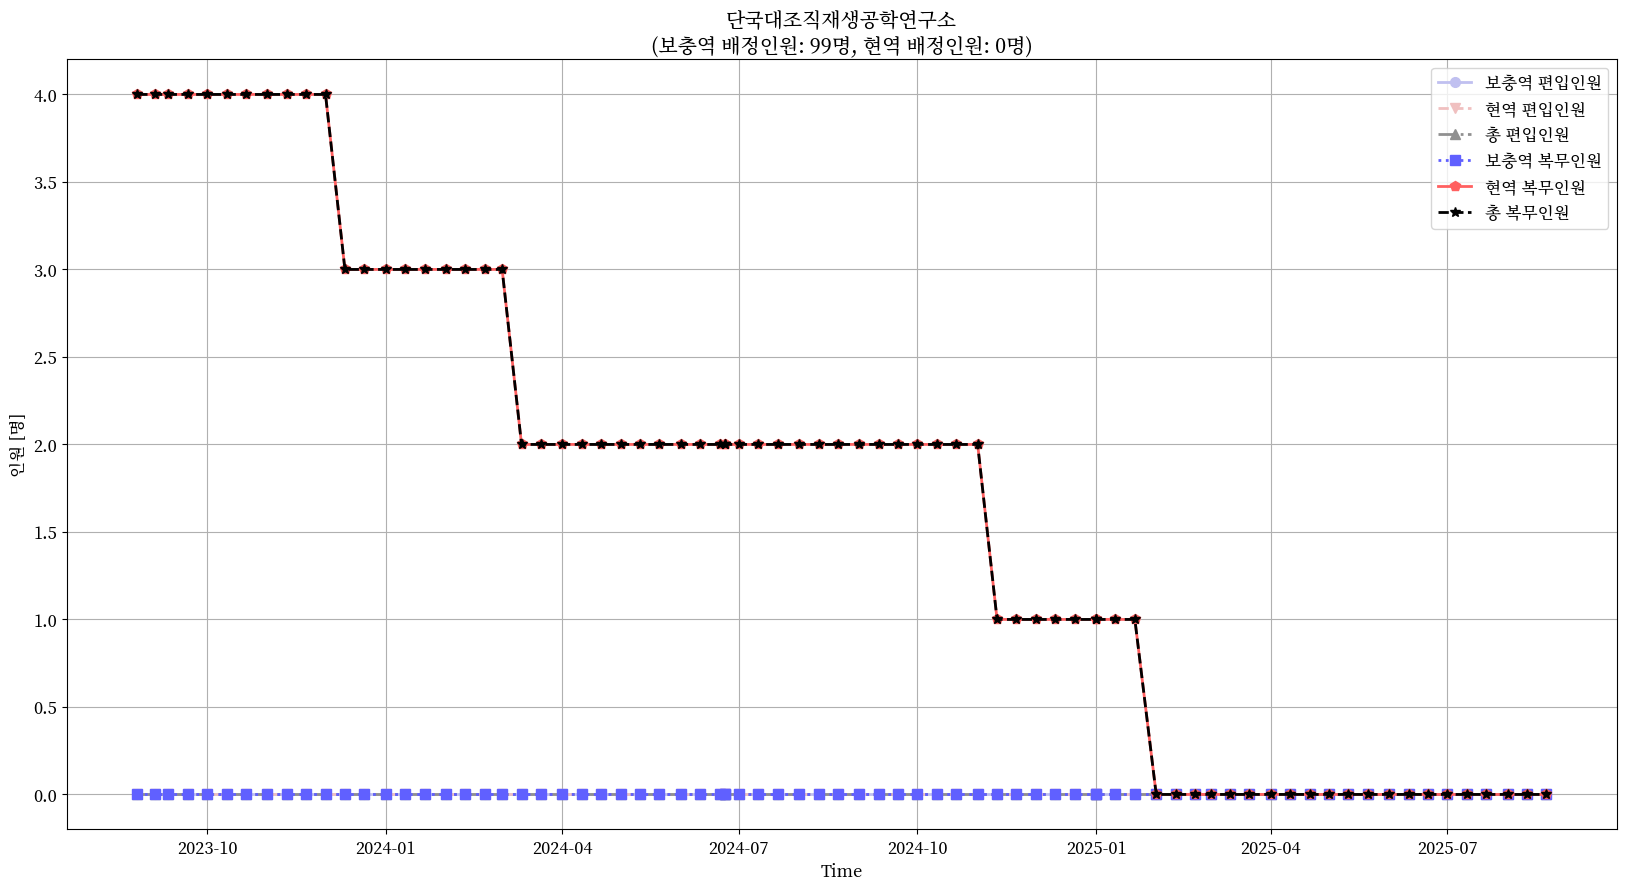 단국대조직재생공학연구소
(보충역 배정인원: 99명, 현역 배정인원: 0명)
보충역 편입인원
현역 편입인원
총 편입인원
보충역 복무인원
현역 복무인원
총 복무인원
인원 [명]
4.0
3.5
3.0
2.5
2.0
1.5
1.0
0.5
0.0
2023-10
2024-01
2024-04
2024-07
2024-10
2025-01
2025-04
2025-07
Time